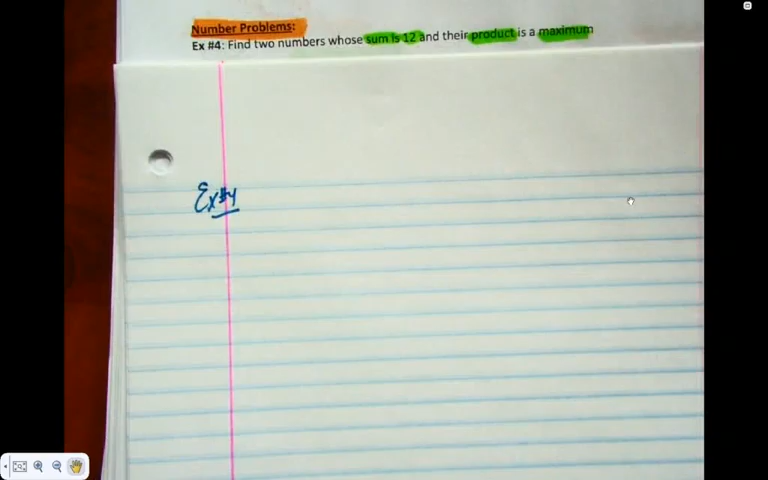 Number Problems:
Ex #4: Find two numbers whose sum is 12 and their product is a maximum
Ex#4